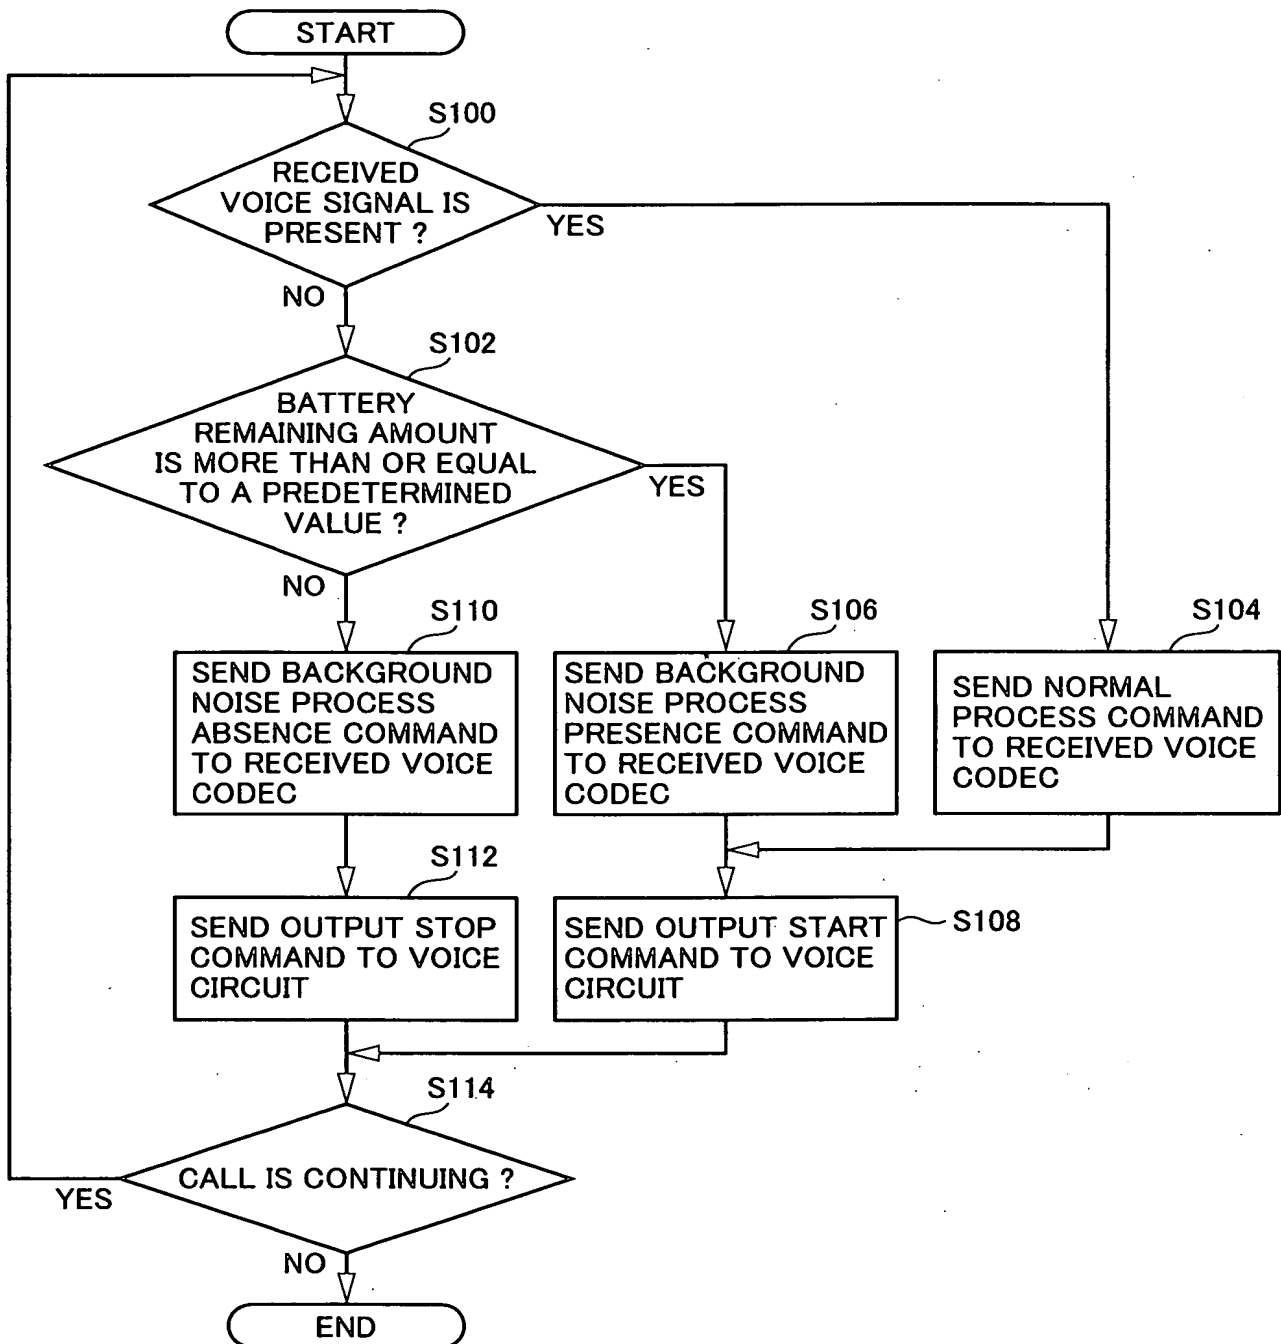 START
S100
RECEIVED
VOICE SIGNAL IS
PRESENT ?
YES
NO
S102
BATTERY
REMAINING AMOUNT
IS MORE THAN OR EQUAL
TO A PREDETERMINED
VALUE ?
YES
NO
S110
SEND BACKGROUND
NOISE PROCESS
ABSENCE COMMAND
TO RECEIVED VOICE
CODEC
S106
SEND BACKGROUND
NOISE PROCESS
PRESENCE COMMAND
TO RECEIVED VOICE
CODEC
S104
SEND NORMAL
PROCESS COMMAND
TO RECEIVED VOICE
CODEC
S112
SEND OUTPUT STOP
COMMAND TO VOICE
CIRCUIT
SEND OUTPUT START
COMMAND TO VOICE
CIRCUIT
S108
S114
CALL IS CONTINUING ?
YES
NO
END